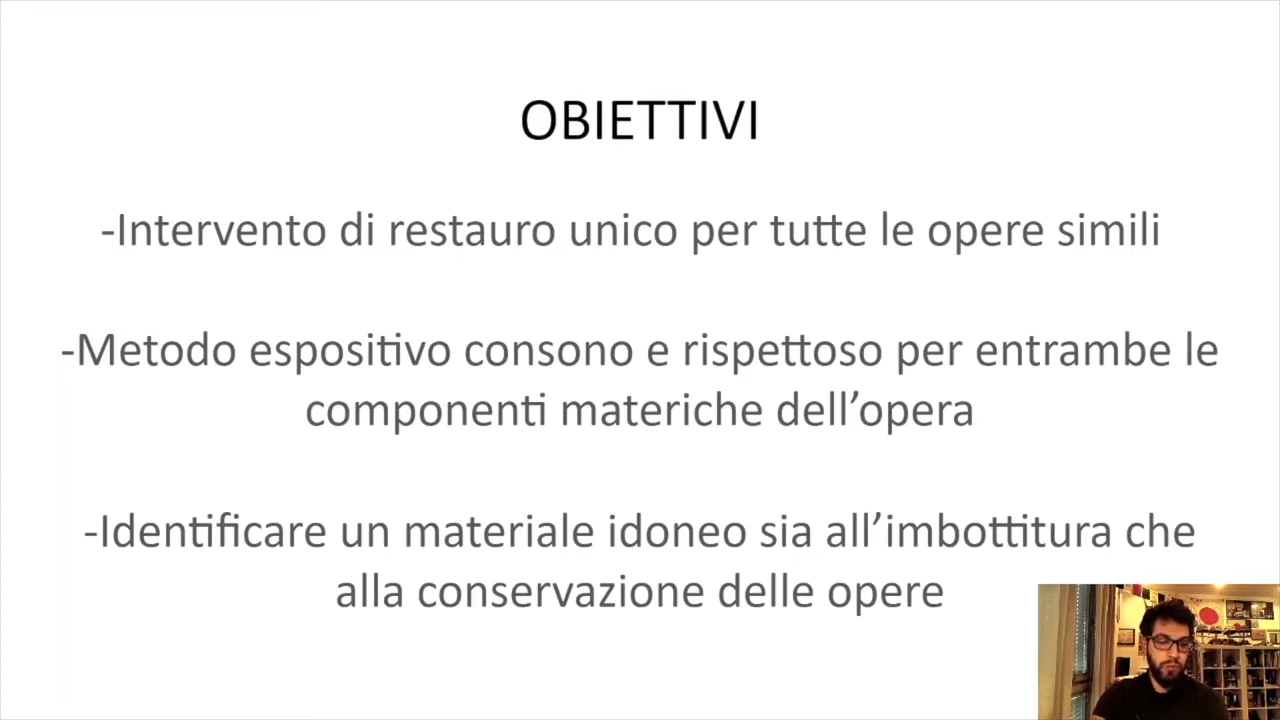 OBIETTIVI
-Intervento di restauro unico per tutte le opere simili
-Metodo espositivo consono e rispettoso per entrambe le
componenti materiche dell’opera
-Identificare un materiale idoneo sia all’imbottitura che
alla conservazione delle opere